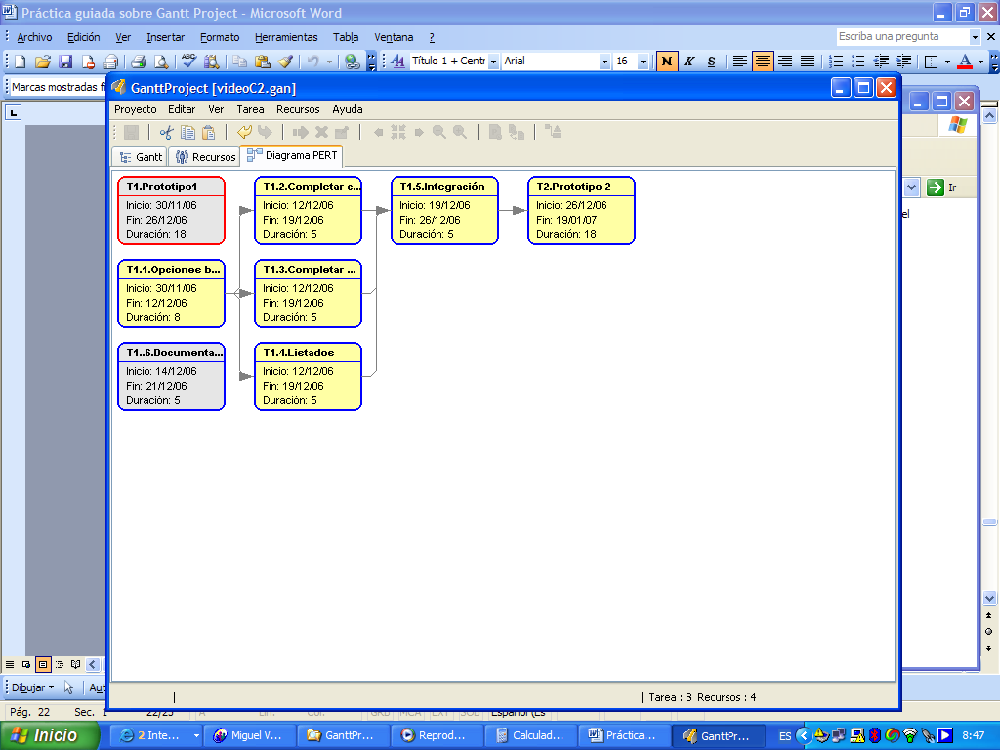 Práctica guiada sobre Gantt Project - Microsoft Word
Archivo Edición Ver Insertar Formato Herramientas Tabla Ventana ? Escriba una pregunta
Título 1 + Centr Arial 16 N K S
Marcas mostradas fi
GanttProject [videoC2.gan]
Proyecto Editar Ver Tarea Recursos Ayuda
Gantt Recursos Diagrama PERT
Ir
el
T1.Prototipo1
Inicio: 30/11/06
Fin: 26/12/06
Duración: 18
T1.2.Completar c...
Inicio: 12/12/06
Fin: 19/12/06
Duración: 5
T1.5.Integración
Inicio: 19/12/06
Fin: 26/12/06
Duración: 5
T2.Prototipo 2
Inicio: 26/12/06
Fin: 19/01/07
Duración: 18
T1.1.Opciones b...
Inicio: 30/11/06
Fin: 12/12/06
Duración: 8
T1.3.Completar ...
Inicio: 12/12/06
Fin: 19/12/06
Duración: 5
T1..6.Documenta...
Inicio: 14/12/06
Fin: 21/12/06
Duración: 5
T1.4.Listados
Inicio: 12/12/06
Fin: 19/12/06
Duración: 5
Tarea : 8 Recursos : 4
Dibujar Aut
Pág. 22 Sec. 1 22/25 Español (Es
Inicio 2 Inte... Miguel V... GanttPr... Reprod... Calculad... Práctica... GanttPr... ES 8:47